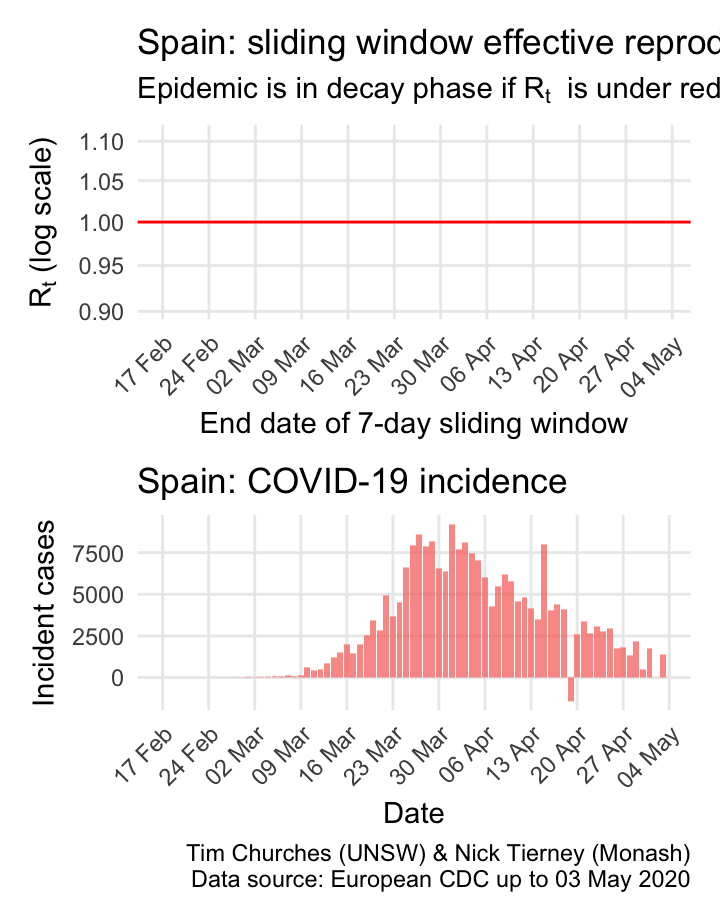 Spain: sliding window effective reprod
Epidemic is in decay phase if Rt is under red
Rt (log scale)
1.10
1.05
1.00
0.95
0.90
17 Feb
24 Feb
02 Mar
09 Mar
16 Mar
23 Mar
30 Mar
06 Apr
13 Apr
20 Apr
27 Apr
04 May
End date of 7-day sliding window
Spain: COVID-19 incidence
Incident cases
7500
5000
2500
0
17 Feb
24 Feb
02 Mar
09 Mar
16 Mar
23 Mar
30 Mar
06 Apr
13 Apr
20 Apr
27 Apr
04 May
Date
Tim Churches (UNSW) & Nick Tierney (Monash)
Data source: European CDC up to 03 May 2020